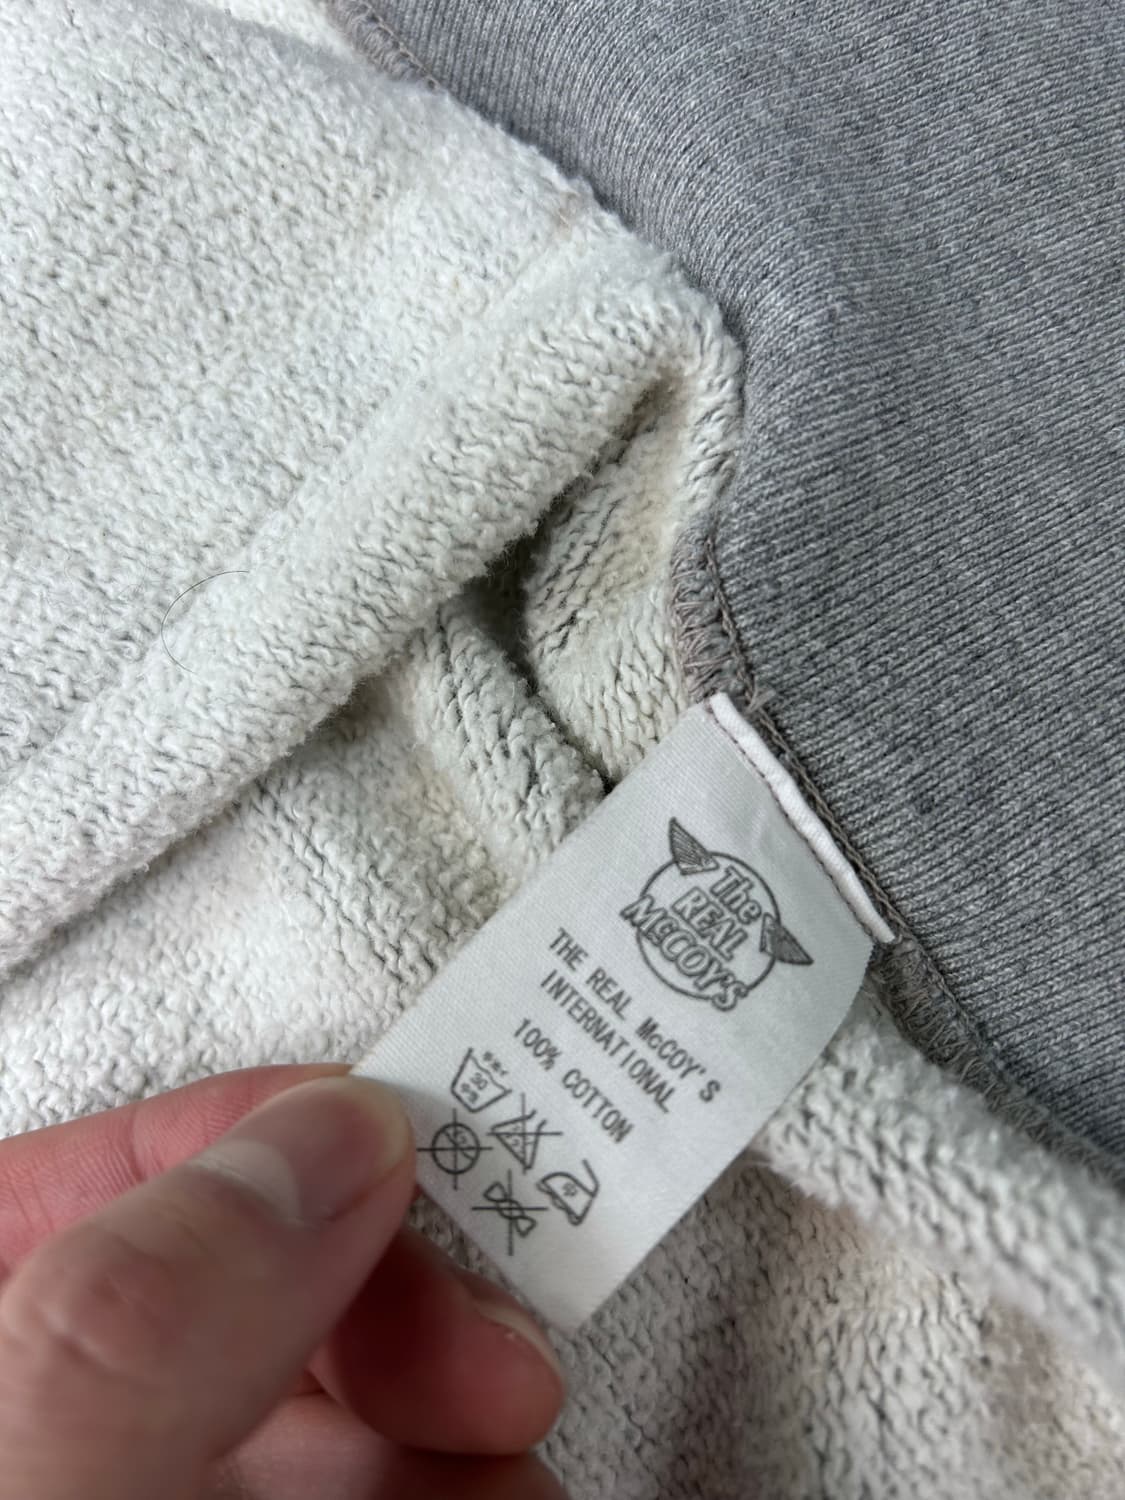 The
REAL
McCOY'S
THE REAL McCOY'S
INTERNATIONAL
100% COTTON
30